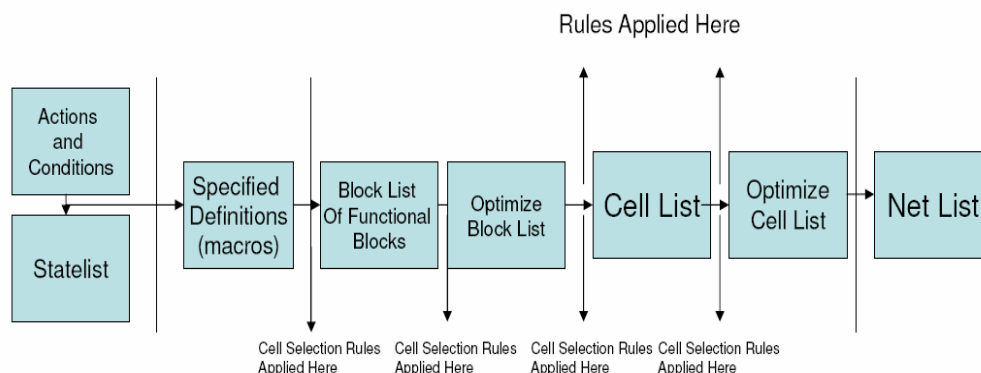 Rules Applied Here
Actions
and
Conditions
Statelist
Specified
Definitions
(macros)
Block List
Of Functional
Blocks
Optimize
Block List
Cell List
Optimize
Cell List
Net List
Cell Selection Rules
Applied Here
Cell Selection Rules
Applied Here
Cell Selection Rules
Applied Here
Cell Selection Rules
Applied Here